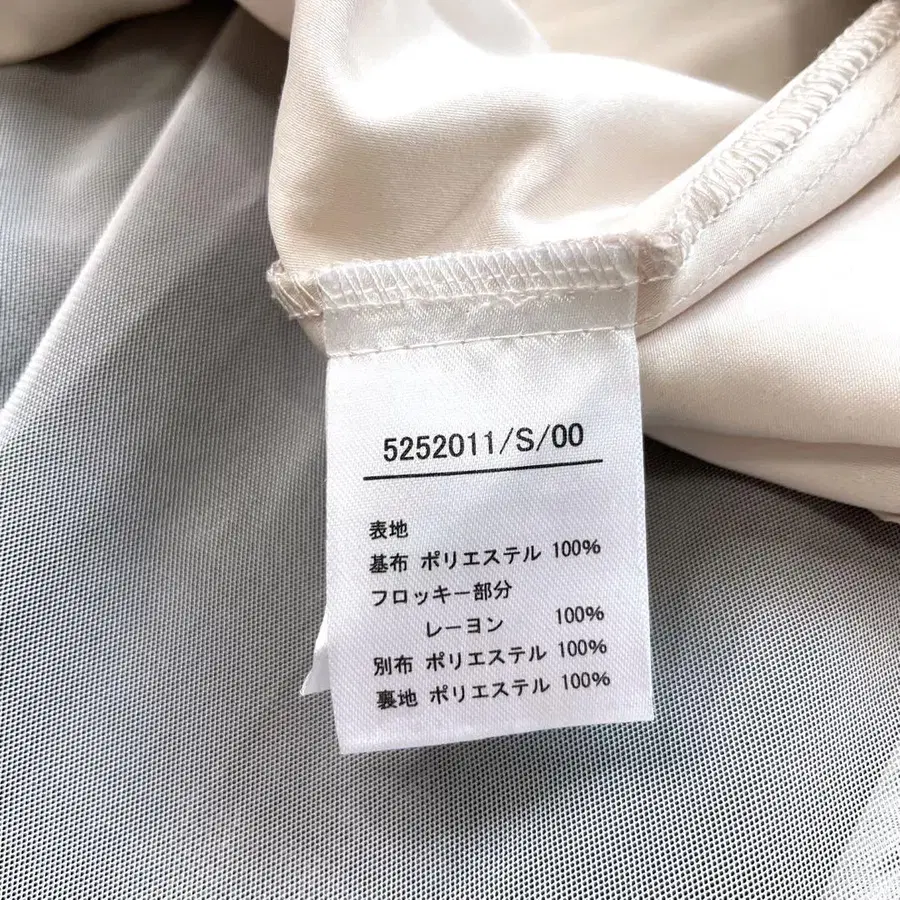 5252011/S/00
表地
基布 ポリエステル 100%
フロッキー部分
レーヨン 100%
別布 ポリエステル 100%
裏地 ポリエステル 100%